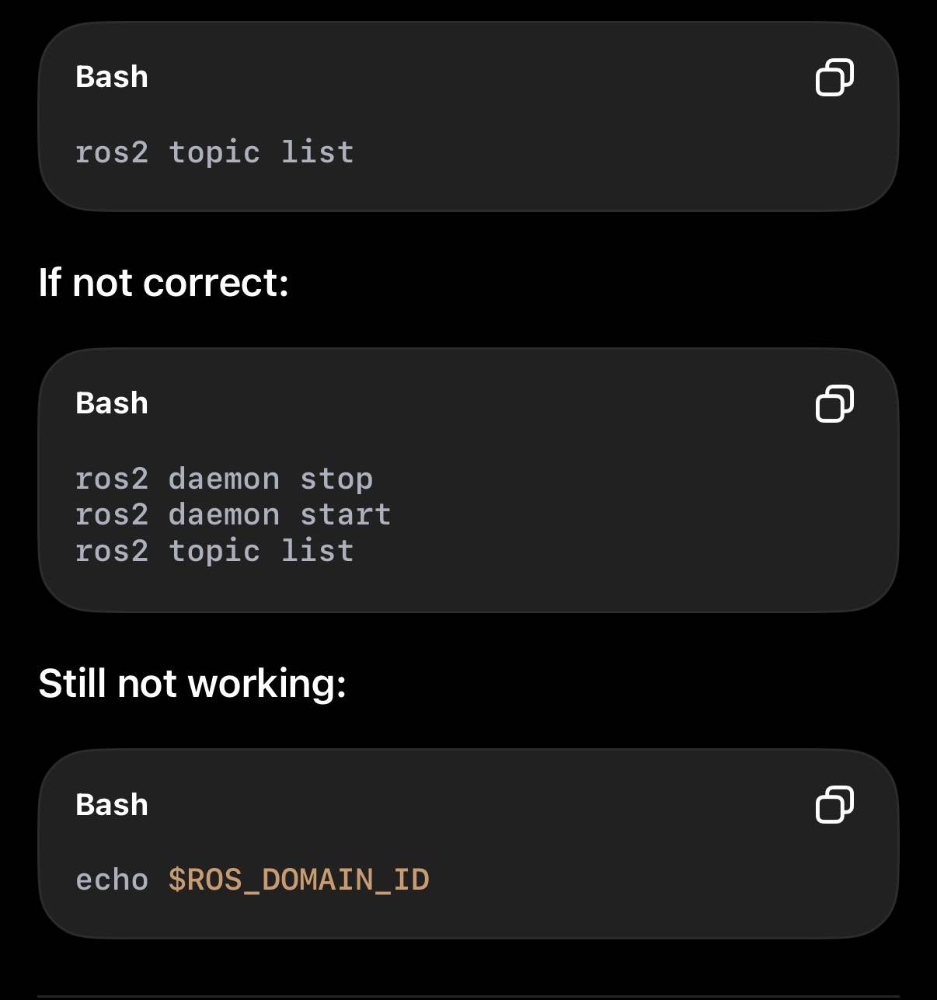 Bash
ros2 topic list
If not correct:
Bash
ros2 daemon stop
ros2 daemon start
ros2 topic list
Still not working:
Bash
echo $ROS_DOMAIN_ID